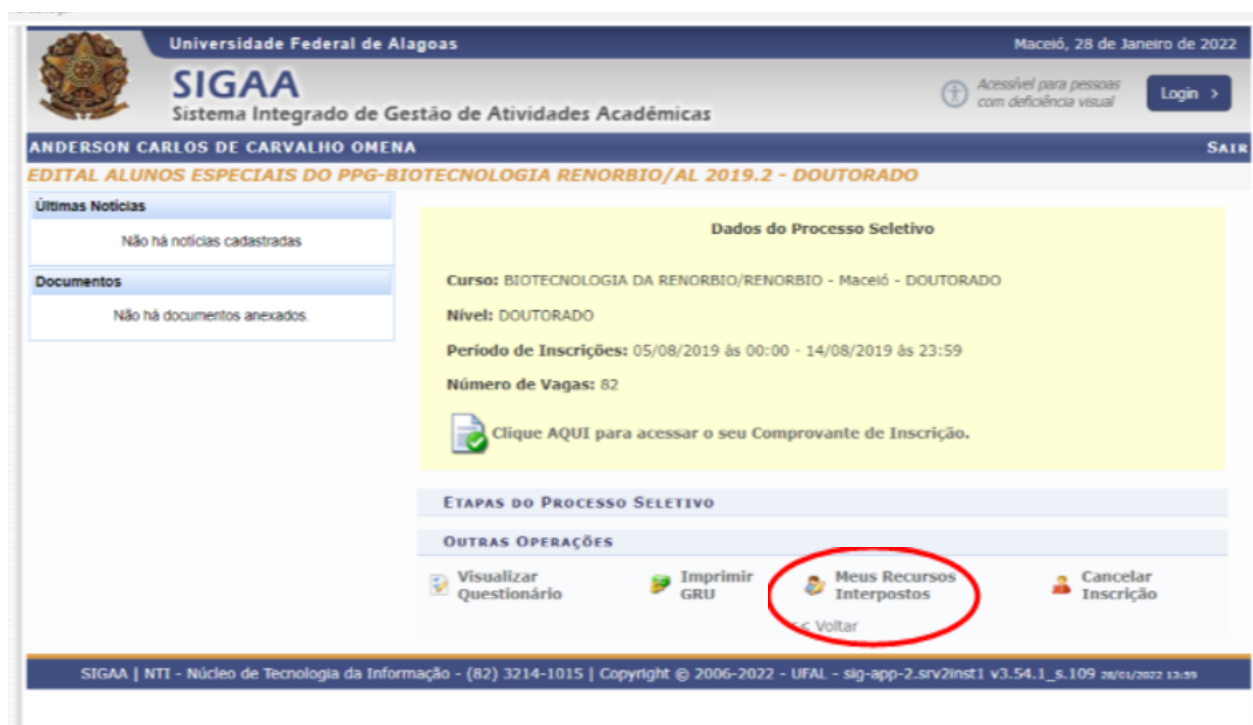 Universidade Federal de Alagoas
Maceió, 28 de Janeiro de 2022
SIGAA
Sistema Integrado de Gestão de Atividades Acadêmicas
Acessível para pessoas
com deficiência visual
Login >
ANDERSON CARLOS DE CARVALHO OMENA
SAIR
EDITAL ALUNOS ESPECIAIS DO PPG-BIOTECNOLOGIA RENORBIO/AL 2019.2 - DOUTORADO
Últimas Notícias
Não há notícias cadastradas
Documentos
Não há documentos anexados.
Dados do Processo Seletivo
Curso: BIOTECNOLOGIA DA RENORBIO/RENORBIO - Maceió - DOUTORADO
Nível: DOUTORADO
Período de Inscrições: 05/08/2019 às 00:00 - 14/08/2019 às 23:59
Número de Vagas: 82
Clique AQUI para acessar o seu Comprovante de Inscrição.
ETAPAS DO PROCESSO SELETIVO
OUTRAS OPERAÇÕES
Visualizar
Questionário
Imprimir
GRU
Meus Recursos
Interpostos
Cancelar
Inscrição
<< Voltar
SIGAA | NTI - Núcleo de Tecnologia da Informação - (82) 3214-1015 | Copyright © 2006-2022 - UFAL - sig-app-2.srv2inst1 v3.54.1_s.109 28/01/2022 13:59